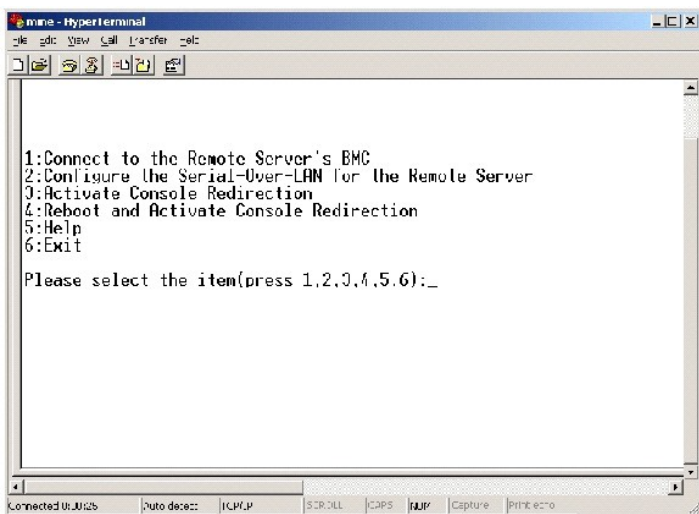 mine - HyperTerminal
File Edit View Call Transfer Help
1:Connect to the Remote Server's BMC
2:Configure the Serial-Over-LAN for the Remote Server
3:Activate Console Redirection
4:Reboot and Activate Console Redirection
5:Help
6:Exit
Please select the item(press 1,2,3,4,5,6):_
Connected 0:00:25 Auto detect TCP/IP SCROLL CAPS NUM Capture Print echo